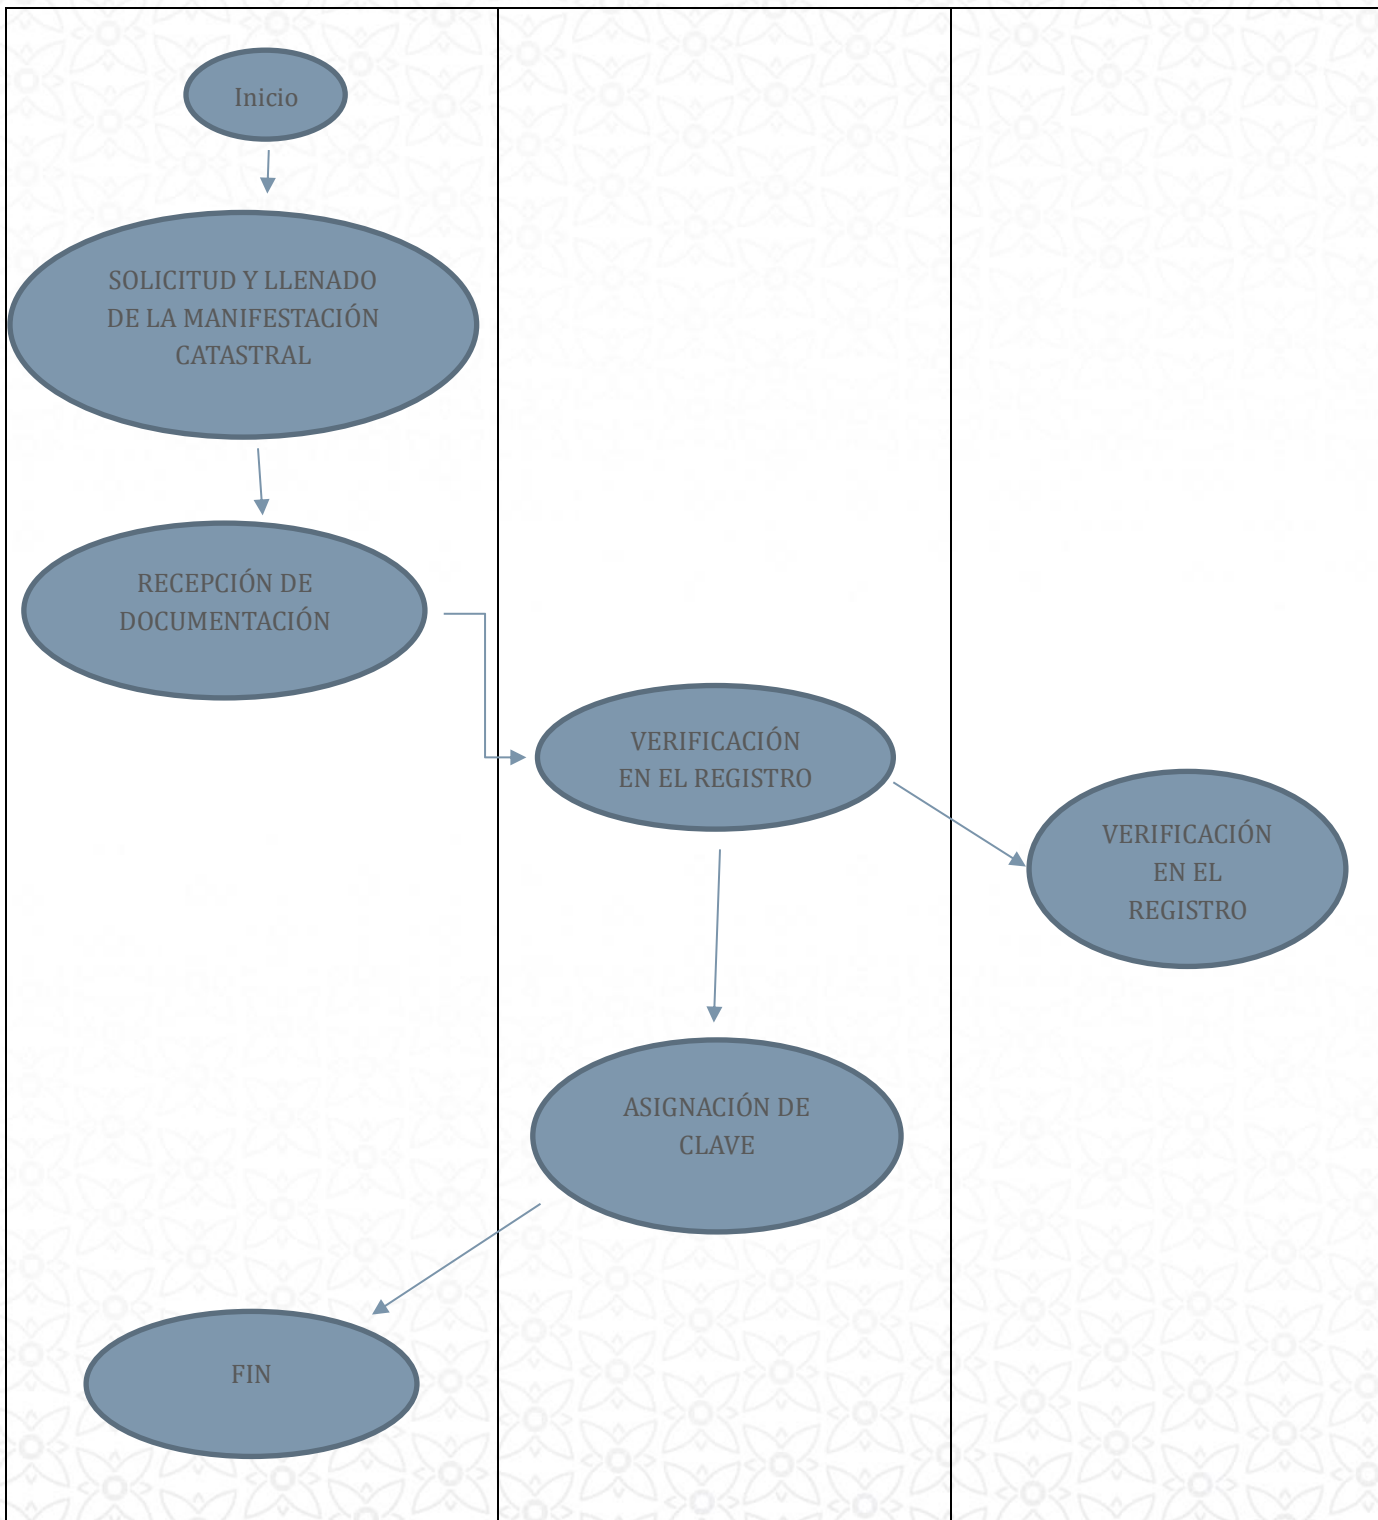 Inicio
SOLICITUD Y LLENADO
DE LA MANIFESTACIÓN
CATASTRAL
RECEPCIÓN DE
DOCUMENTACIÓN
VERIFICACIÓN
EN EL REGISTRO
VERIFICACIÓN
EN EL
REGISTRO
ASIGNACIÓN DE
CLAVE
FIN